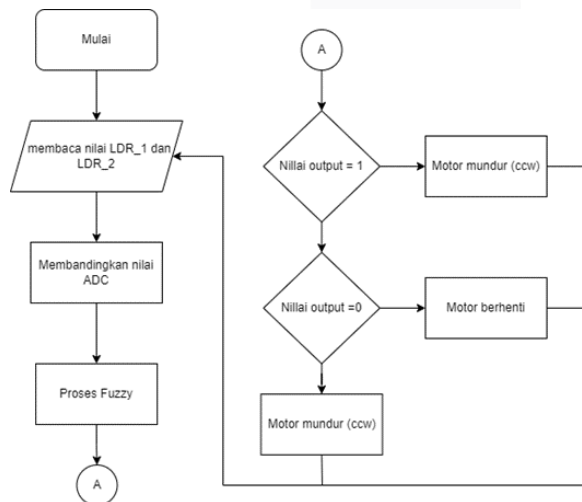 Mulai
membaca nilai LDR_1 dan
LDR_2
Membandingkan nilai
ADC
Proses Fuzzy
A
A
Nillai output = 1
Motor mundur (ccw)
Nillai output =0
Motor berhenti
Motor mundur (ccw)